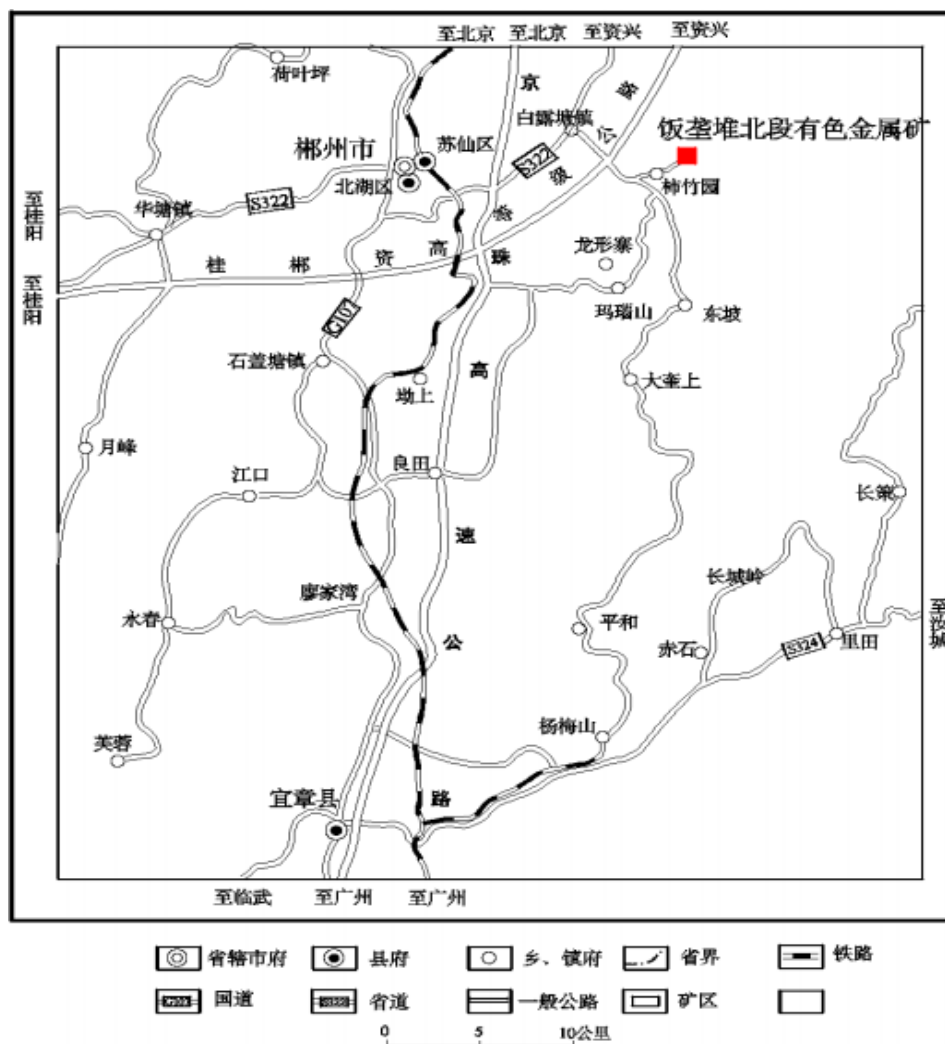 至北京 至北京 至资兴 至资兴
荷叶坪
京
白露塘镇
公
路
饭垄堆北段有色金属矿
郴州市
苏仙区
北湖区
S322
级
柿竹园
至桂阳
华塘镇
S322
桂 郴 资 高
珠
龙形寨
至桂阳
G107
玛瑙山
东坡
石盖塘镇
坳上
高
大奎上
月峰
江口
良田
长策
速
长城岭
廖家湾
永春
公
平和
赤石
S324
里田
至汝城
杨梅山
芙蓉
宜章县
路
至临武 至广州 至广州
省辖市府 县府 乡、镇府 省界 铁路
国道 省道 一般公路 矿区
0 5 10公里